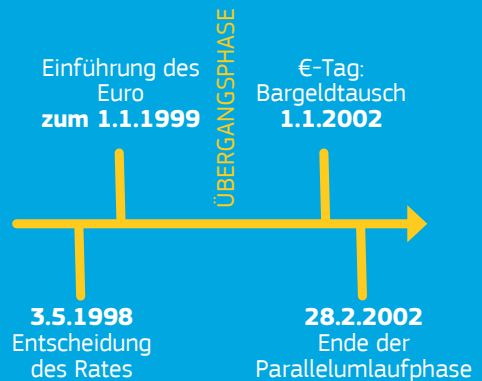 Einführung des
Euro
zum 1.1.1999
ÜBERGANGSPHASE
€-Tag:
Bargeldtausch
1.1.2002
3.5.1998
Entscheidung
des Rates
28.2.2002
Ende der
Parallelumlaufphase